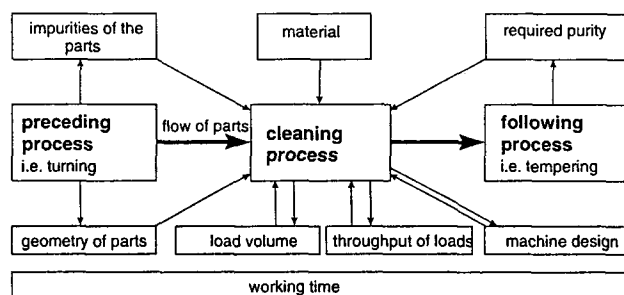 impurities of the
parts
material
required purity
preceding
process
i.e. turning
flow of parts
cleaning
process
following
process
i.e. tempering
geometry of parts
load volume
throughput of loads
machine design
working time